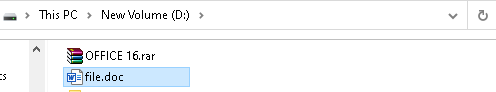 This PC > New Volume (D:) >
OFFICE 16.rar
file.doc